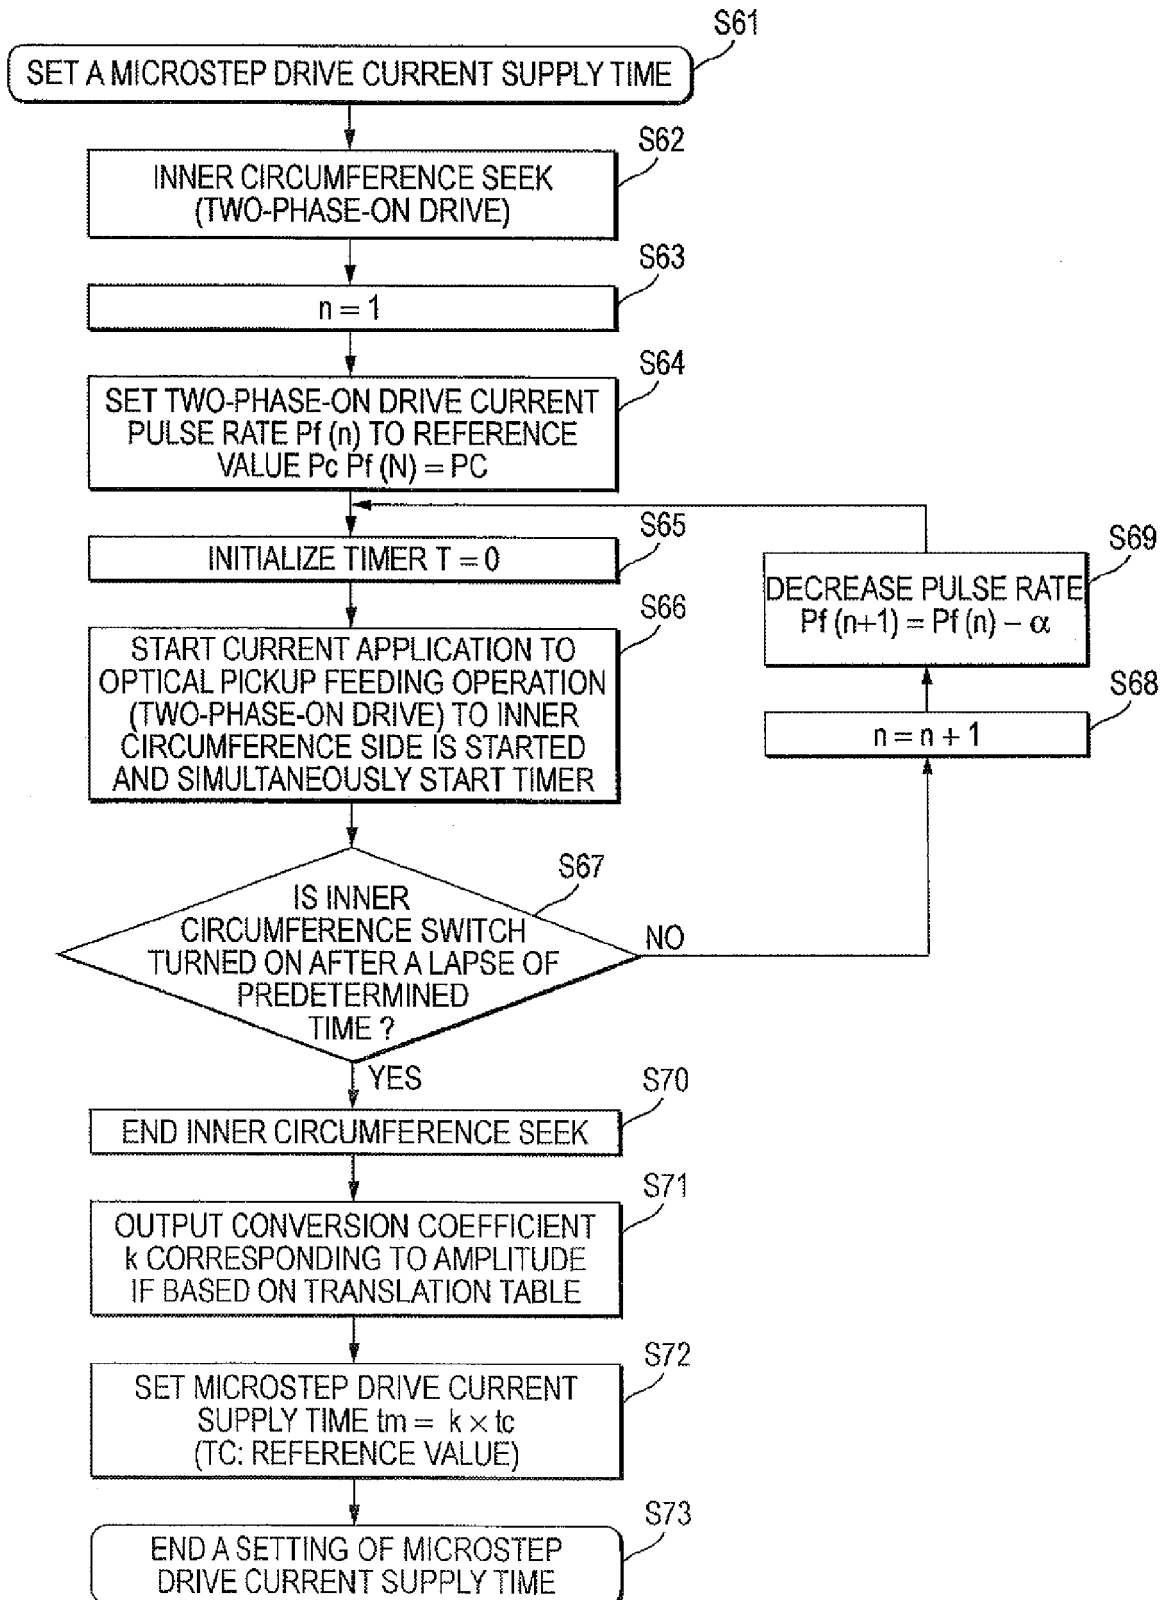 S61
SET A MICROSTEP DRIVE CURRENT SUPPLY TIME
S62
INNER CIRCUMFERENCE SEEK
(TWO-PHASE-ON DRIVE)
S63
n = 1
S64
SET TWO-PHASE-ON DRIVE CURRENT
PULSE RATE Pf (n) TO REFERENCE
VALUE Pc Pf (N) = PC
S65
INITIALIZE TIMER T = 0
S66
START CURRENT APPLICATION TO
OPTICAL PICKUP FEEDING OPERATION
(TWO-PHASE-ON DRIVE) TO INNER
CIRCUMFERENCE SIDE IS STARTED
AND SIMULTANEOUSLY START TIMER
S67
IS INNER
CIRCUMFERENCE SWITCH
TURNED ON AFTER A LAPSE OF
PREDETERMINED
TIME ?
NO
S68
n = n + 1
S69
DECREASE PULSE RATE
Pf (n+1) = Pf (n) – α
YES
S70
END INNER CIRCUMFERENCE SEEK
S71
OUTPUT CONVERSION COEFFICIENT
k CORRESPONDING TO AMPLITUDE
IF BASED ON TRANSLATION TABLE
S72
SET MICROSTEP DRIVE CURRENT
SUPPLY TIME tm = k × tc
(TC: REFERENCE VALUE)
S73
END A SETTING OF MICROSTEP
DRIVE CURRENT SUPPLY TIME